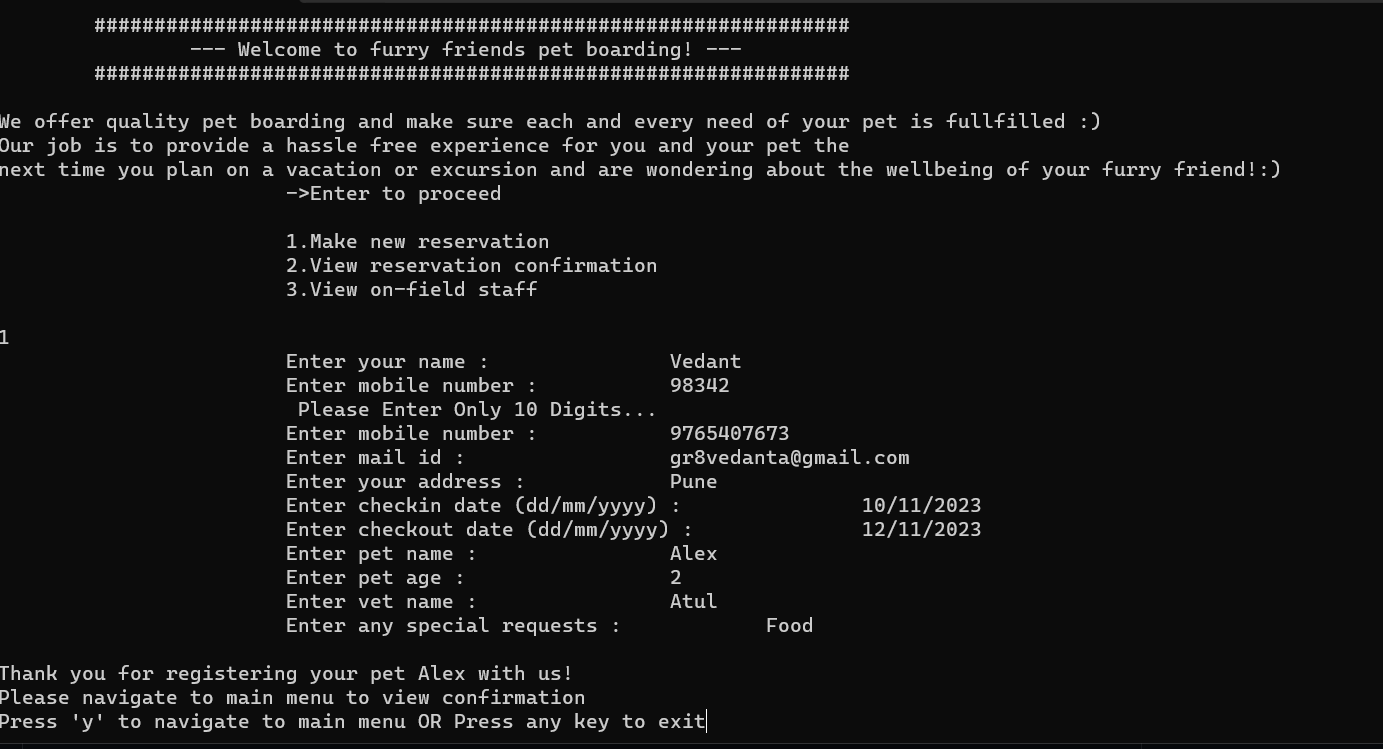 ###############################################################
--- Welcome to furry friends pet boarding! ---
###############################################################
We offer quality pet boarding and make sure each and every need of your pet is fullfilled :)
Our job is to provide a hassle free experience for you and your pet the
next time you plan on a vacation or excursion and are wondering about the wellbeing of your furry friend!:)
->Enter to proceed
1.Make new reservation
2.View reservation confirmation
3.View on-field staff
1
Enter your name : Vedant
Enter mobile number : 98342
Please Enter Only 10 Digits...
Enter mobile number : 9765407673
Enter mail id : gr8vedanta@gmail.com
Enter your address : Pune
Enter checkin date (dd/mm/yyyy) : 10/11/2023
Enter checkout date (dd/mm/yyyy) : 12/11/2023
Enter pet name : Alex
Enter pet age : 2
Enter vet name : Atul
Enter any special requests : Food
Thank you for registering your pet Alex with us!
Please navigate to main menu to view confirmation
Press 'y' to navigate to main menu OR Press any key to exit